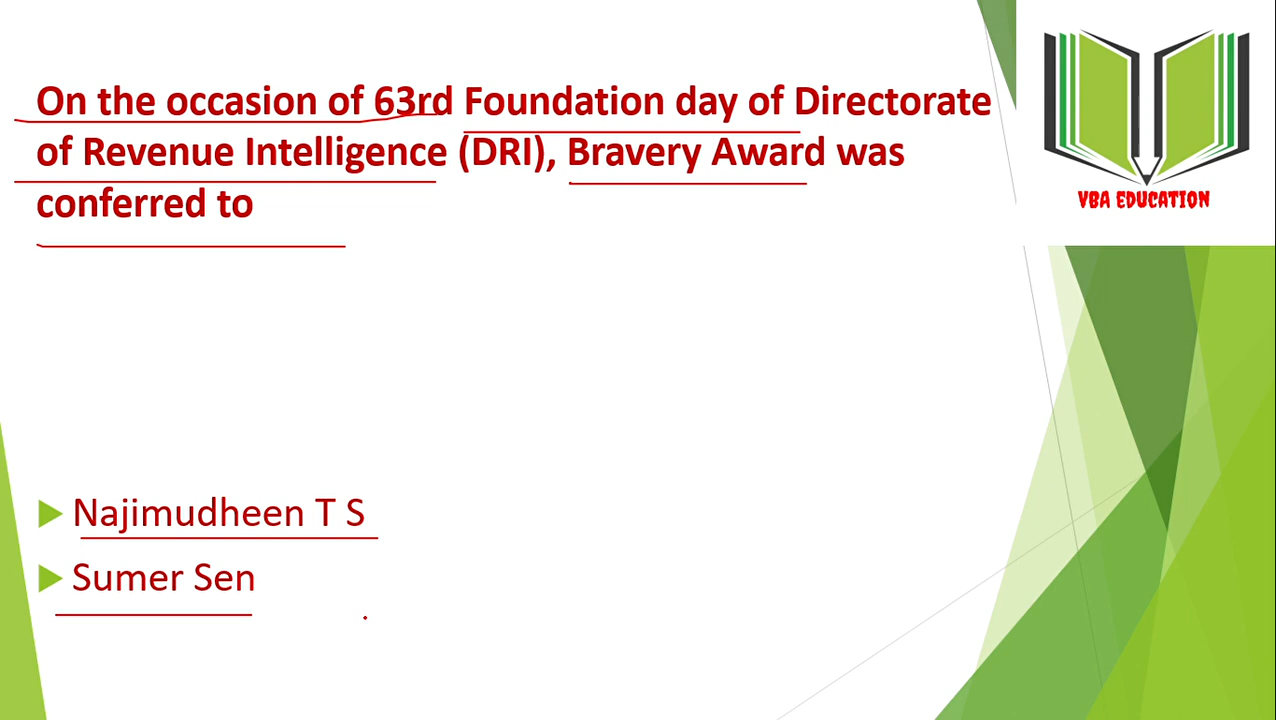 On the occasion of 63rd Foundation day of Directorate
of Revenue Intelligence (DRI), Bravery Award was
conferred to
VBA EDUCATION
Najimudheen T S
Sumer Sen